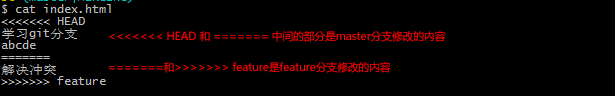 $ cat index.html
<<<<<<< HEAD
学习git分支
abcde
<<<<<<< HEAD 和 ======= 中间的部分是master分支修改的内容
=======
解决冲突
=======和>>>>>>> feature是feature分支修改的内容
>>>>>>> feature